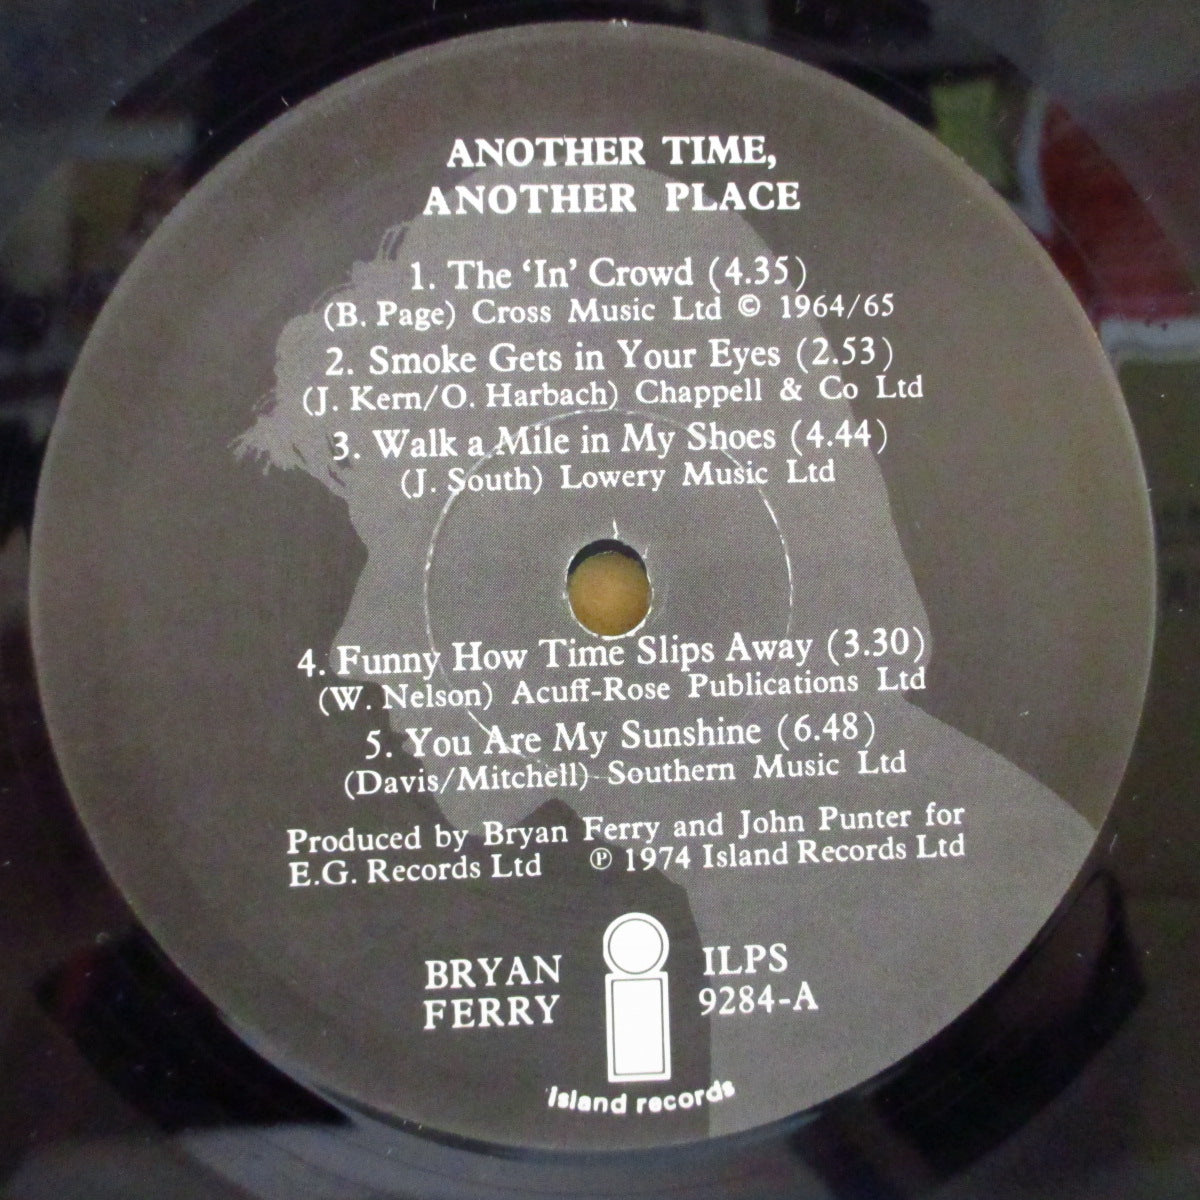 ANOTHER TIME,
ANOTHER PLACE
1. The ‘In’ Crowd (4.35)
(B. Page) Cross Music Ltd © 1964/65
2. Smoke Gets in Your Eyes (2.53)
(J. Kern/O. Harbach) Chappell & Co Ltd
3. Walk a Mile in My Shoes (4.44)
(J. South) Lowery Music Ltd
4. Funny How Time Slips Away (3.30)
(W. Nelson) Acuff-Rose Publications Ltd
5. You Are My Sunshine (6.48)
(Davis/Mitchell) Southern Music Ltd
Produced by Bryan Ferry and John Punter for
E.G. Records Ltd ℗ 1974 Island Records Ltd
BRYAN
FERRY
ILPS
9284-A
island records